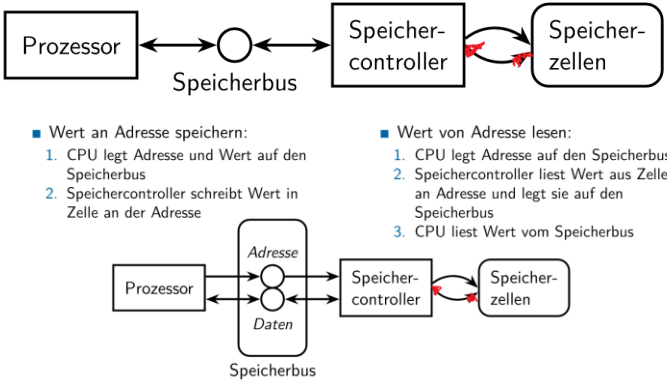 Prozessor
Speicherbus
Speicher-
controller
Speicher-
zellen
Wert an Adresse speichern:
1. CPU legt Adresse und Wert auf den
Speicherbus
2. Speichercontroller schreibt Wert in
Zelle an der Adresse
Wert von Adresse lesen:
1. CPU legt Adresse auf den Speicherbus
2. Speichercontroller liest Wert aus Zelle
an Adresse und legt sie auf den
Speicherbus
3. CPU liest Wert vom Speicherbus
Prozessor
Adresse
Daten
Speicherbus
Speicher-
controller
Speicher-
zellen